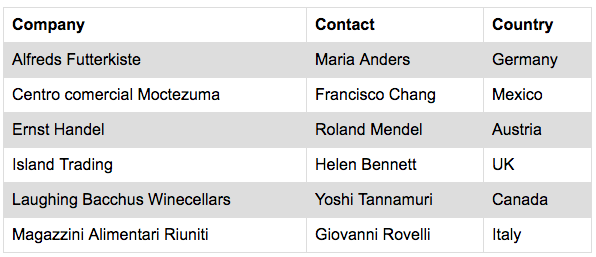 Company Contact Country
Alfreds Futterkiste Maria Anders Germany
Centro comercial Moctezuma Francisco Chang Mexico
Ernst Handel Roland Mendel Austria
Island Trading Helen Bennett UK
Laughing Bacchus Winecellars Yoshi Tannamuri Canada
Magazzini Alimentari Riuniti Giovanni Rovelli Italy